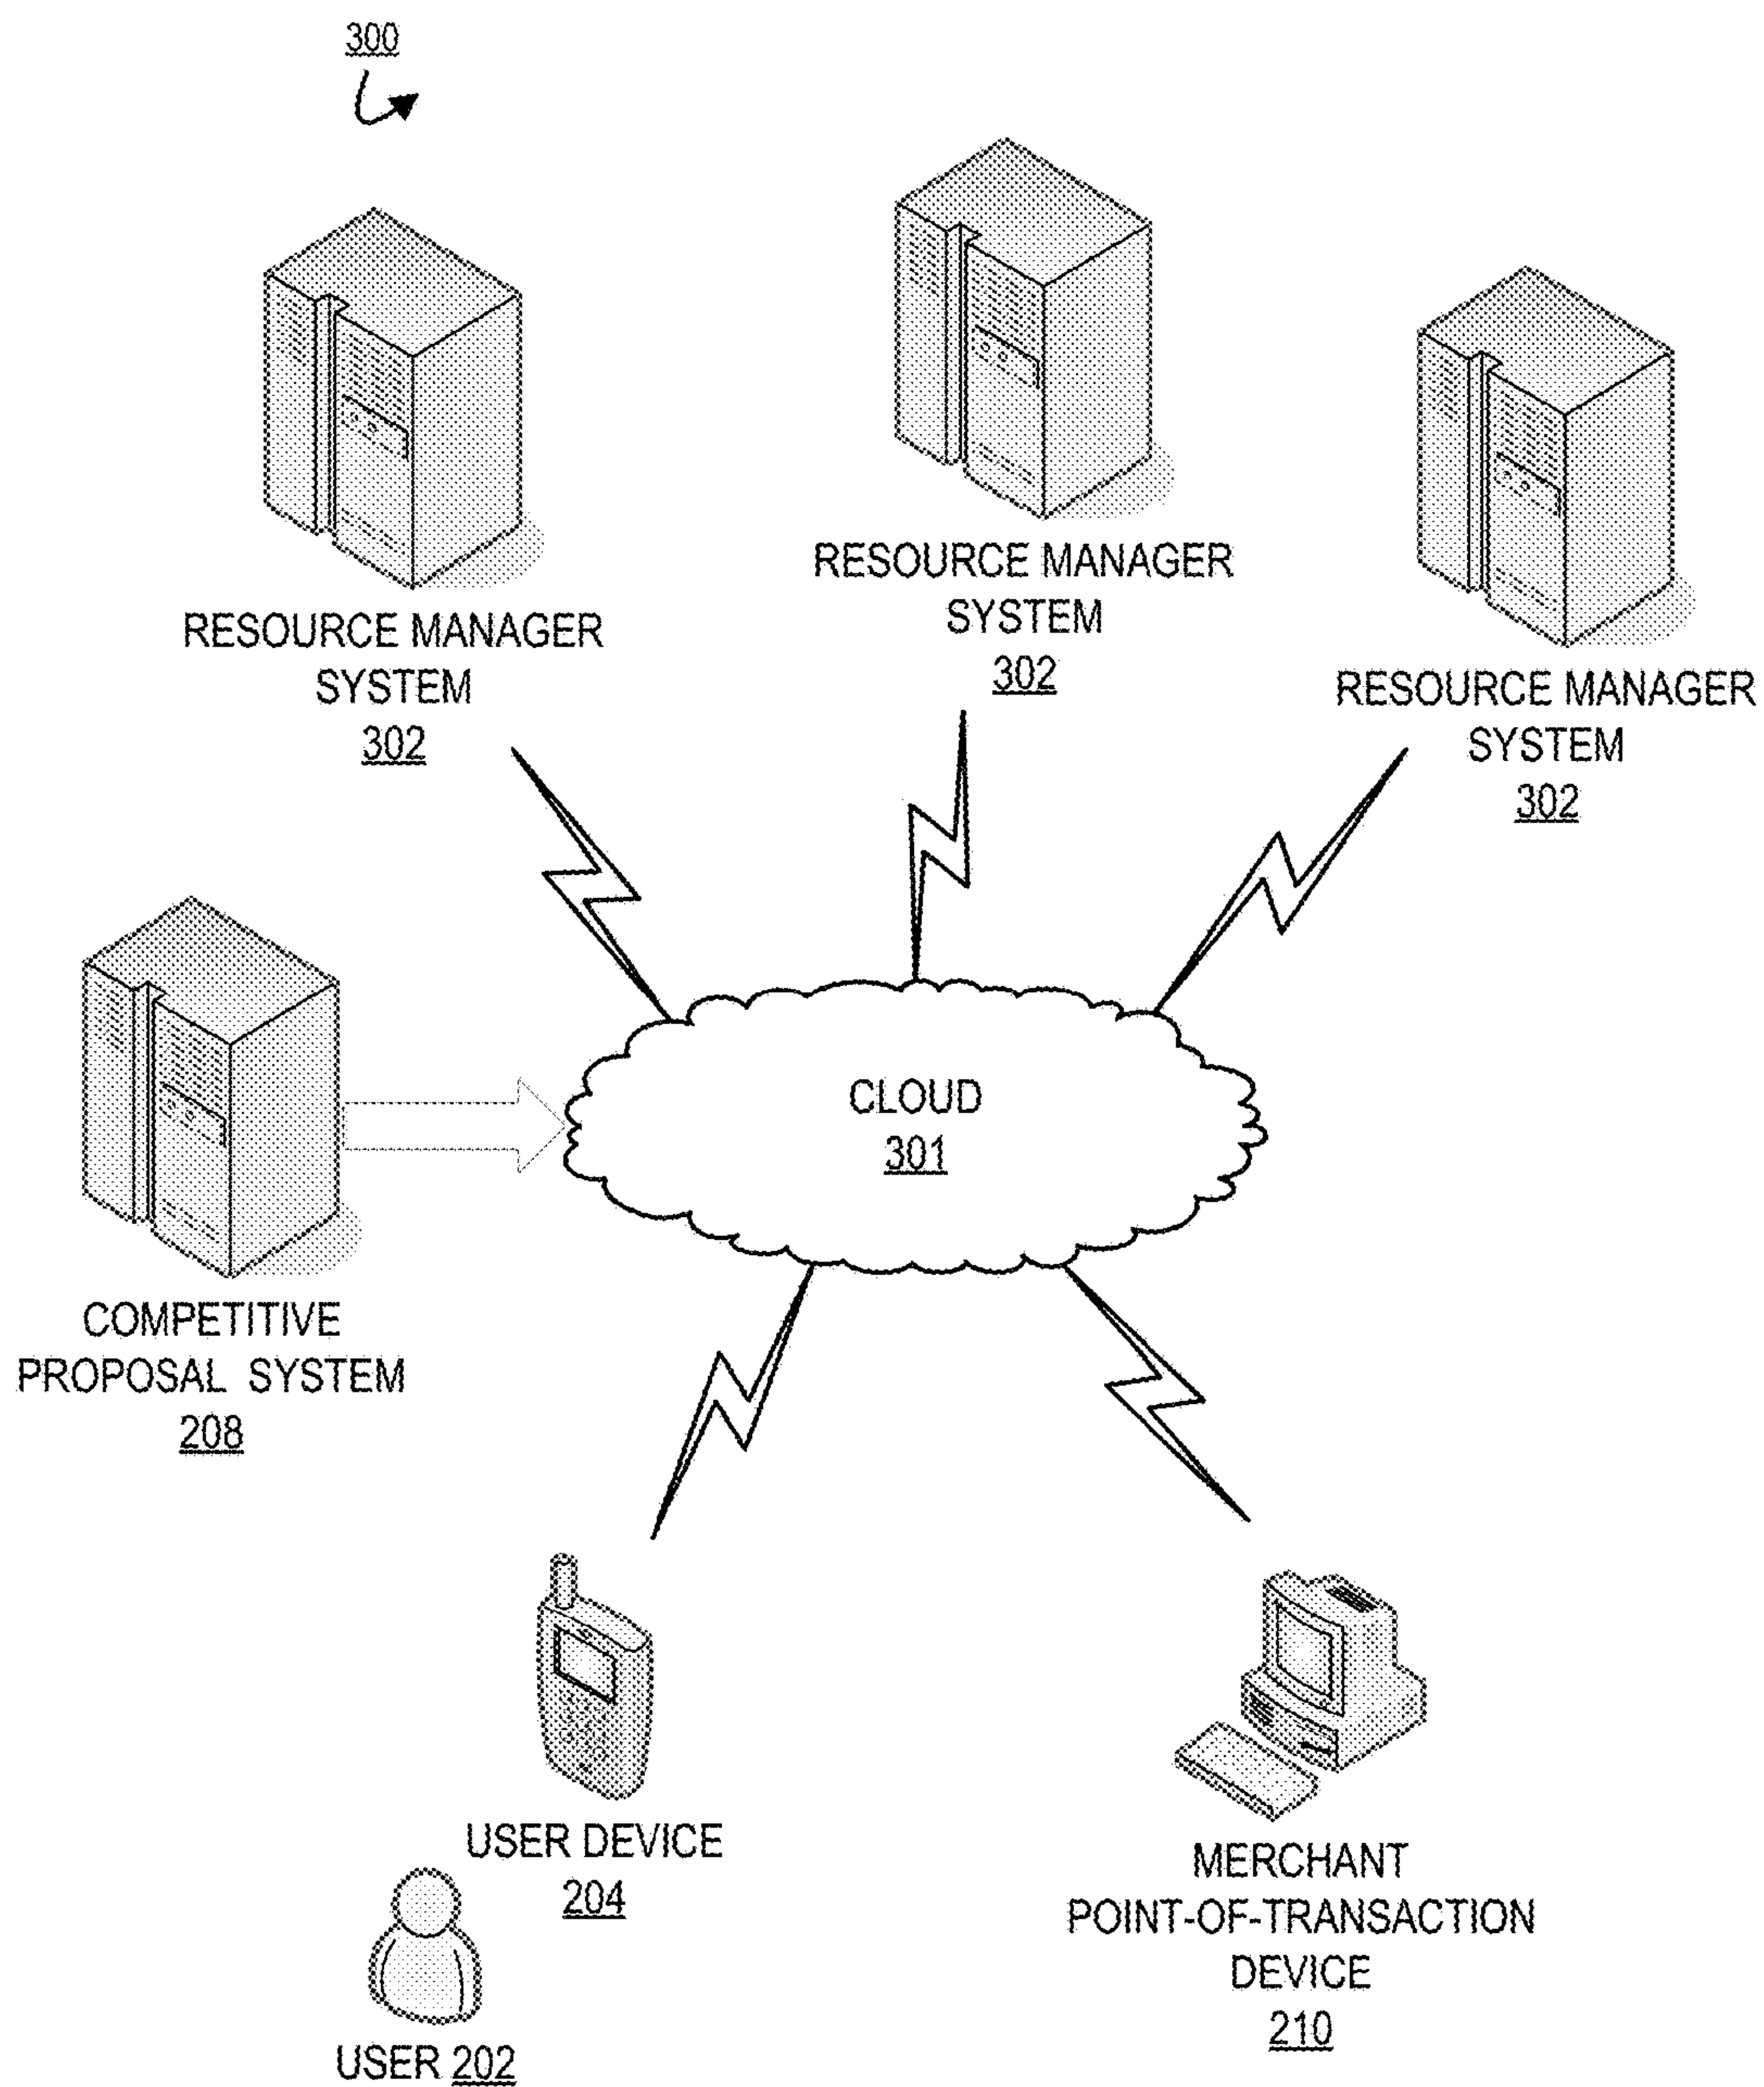 300
RESOURCE MANAGER
SYSTEM
302
RESOURCE MANAGER
SYSTEM
302
RESOURCE MANAGER
SYSTEM
302
CLOUD
301
COMPETITIVE
PROPOSAL SYSTEM
208
USER DEVICE
204
MERCHANT
POINT-OF-TRANSACTION
DEVICE
210
USER 202